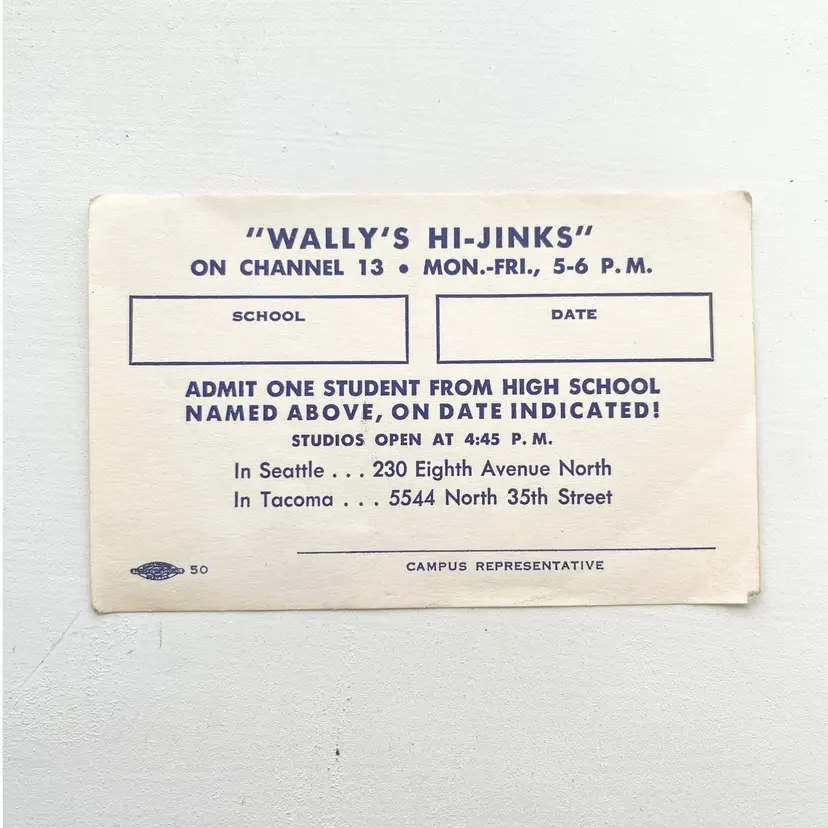 "WALLY'S HI-JINKS"
ON CHANNEL 13 • MON.-FRI., 5-6 P. M.
SCHOOL
DATE
ADMIT ONE STUDENT FROM HIGH SCHOOL
NAMED ABOVE, ON DATE INDICATED!
STUDIOS OPEN AT 4:45 P. M.
In Seattle . . . 230 Eighth Avenue North
In Tacoma . . . 5544 North 35th Street
CAMPUS REPRESENTATIVE
50